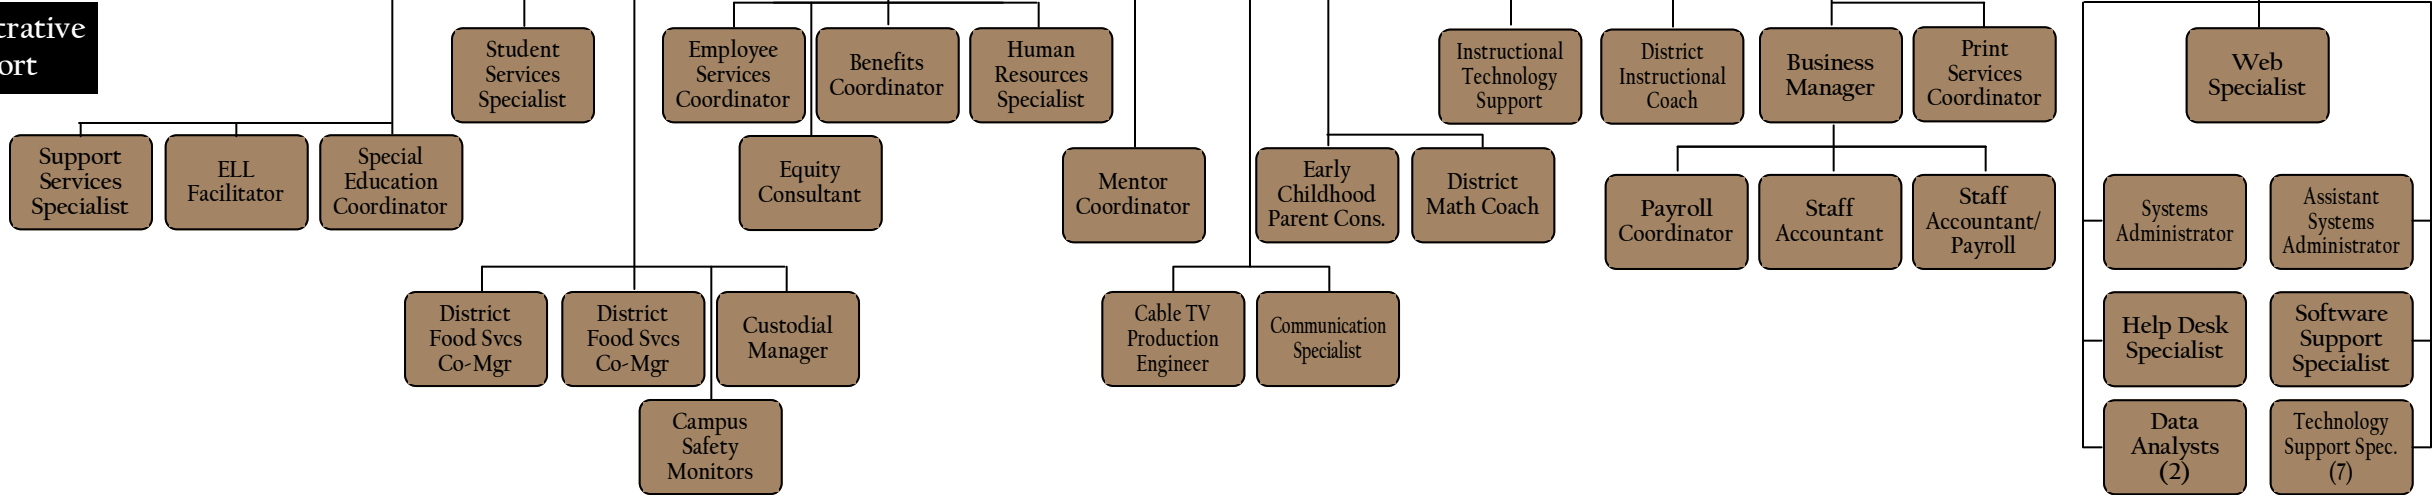 trative
ort
Student
Services
Specialist
Employee
Services
Coordinator
Benefits
Coordinator
Human
Resources
Specialist
Instructional
Technology
Support
District
Instructional
Coach
Business
Manager
Print
Services
Coordinator
Web
Specialist
Support
Services
Specialist
ELL
Facilitator
Special
Education
Coordinator
Equity
Consultant
Mentor
Coordinator
Early
Childhood
Parent Cons.
District
Math Coach
Payroll
Coordinator
Staff
Accountant
Staff
Accountant/
Payroll
Systems
Administrator
Assistant
Systems
Administrator
District
Food Svcs
Co-Mgr
District
Food Svcs
Co-Mgr
Custodial
Manager
Cable TV
Production
Engineer
Communication
Specialist
Help Desk
Specialist
Software
Support
Specialist
Campus
Safety
Monitors
Data
Analysts
(2)
Technology
Support Spec.
(7)